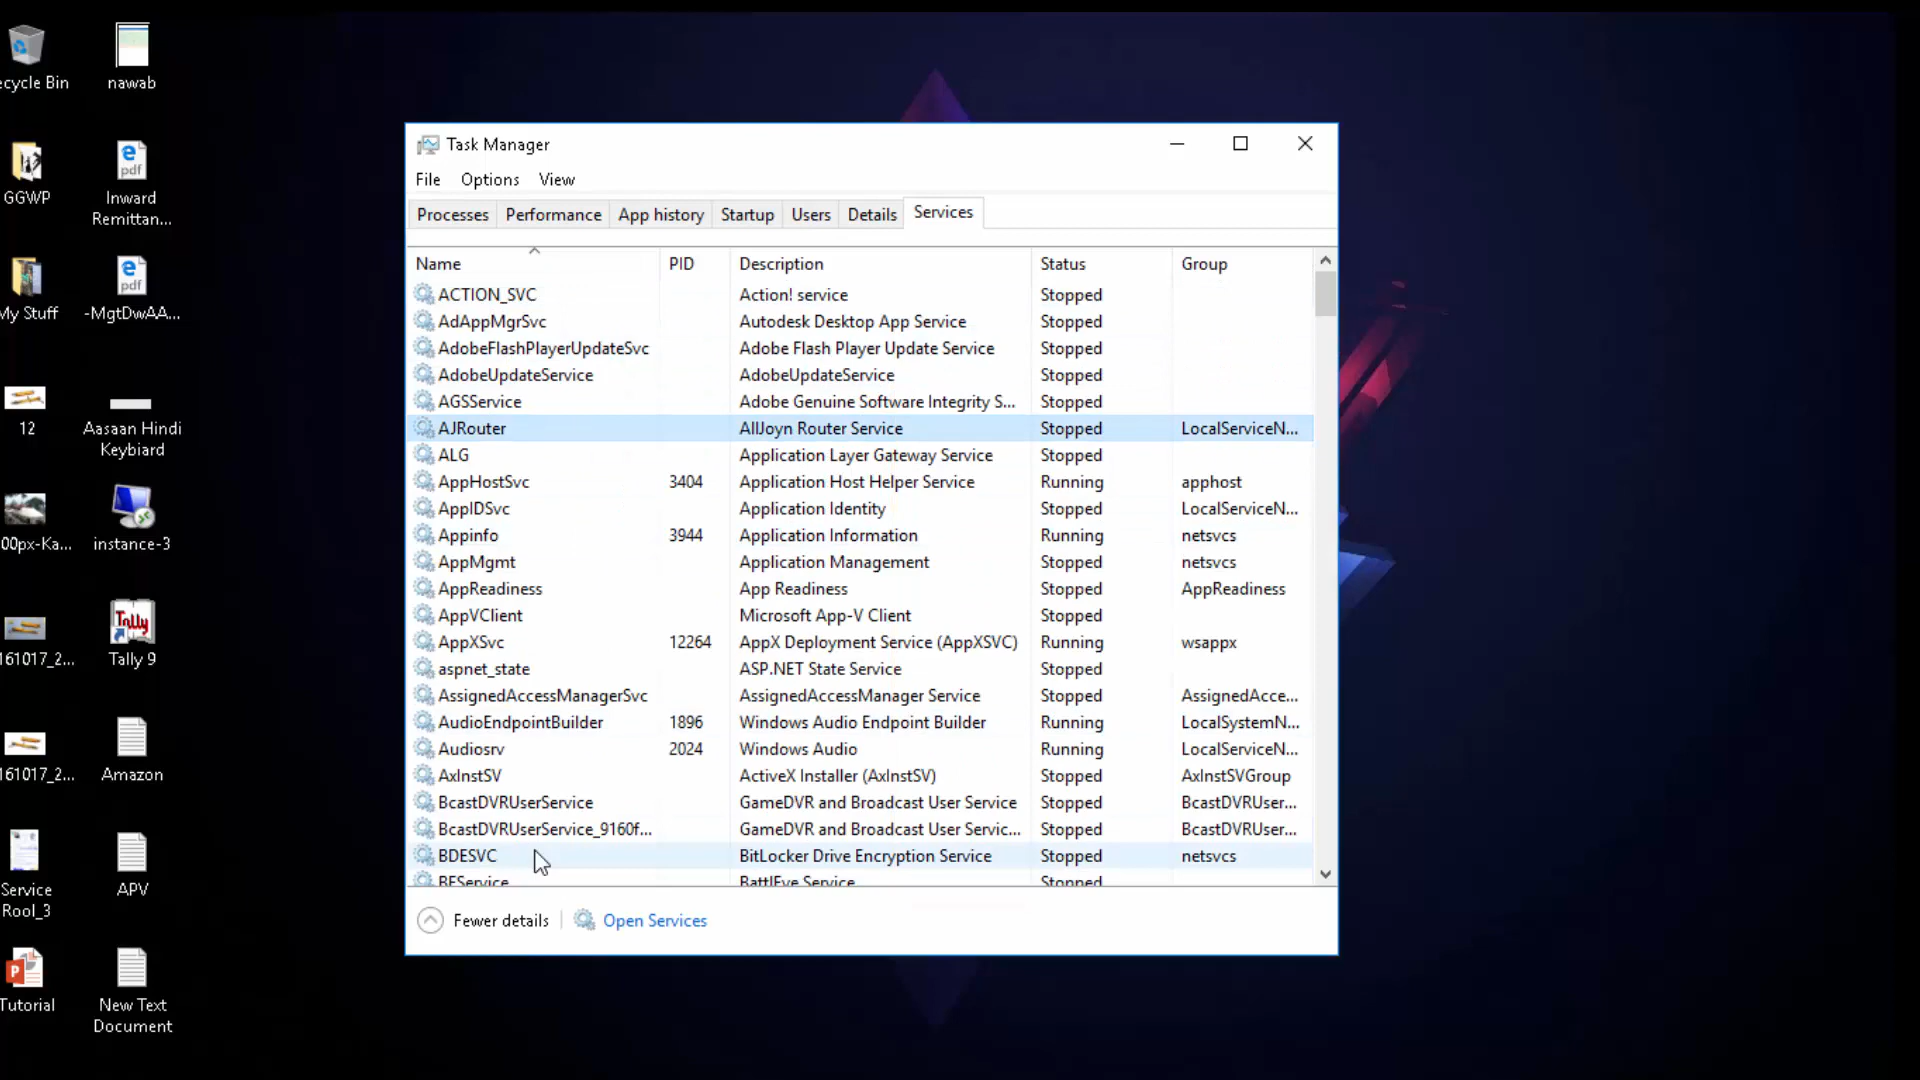 ecycle Bin
nawab
GGWP
Inward
Remittan...
My Stuff
-MgtDwAA...
12
Aasaan Hindi
Keybiard
00px-Ka...
instance-3
161017_2...
Tally
Tally 9
161017_2...
Amazon
Service
Rool_3
APV
Tutorial
New Text
Document
Task Manager
File Options View
Processes Performance App history Startup Users Details Services
Name PID Description Status Group
ACTION_SVC Action! service Stopped
AdAppMgrSvc Autodesk Desktop App Service Stopped
AdobeFlashPlayerUpdateSvc Adobe Flash Player Update Service Stopped
AdobeUpdateService AdobeUpdateService Stopped
AGSService Adobe Genuine Software Integrity S... Stopped
AJRouter AllJoyn Router Service Stopped LocalServiceN...
ALG Application Layer Gateway Service Stopped
AppHostSvc 3404 Application Host Helper Service Running apphost
AppIDSvc Application Identity Stopped LocalServiceN...
Appinfo 3944 Application Information Running netsvcs
AppMgmt Application Management Stopped netsvcs
AppReadiness App Readiness Stopped AppReadiness
AppVClient Microsoft App-V Client Stopped
AppXSvc 12264 AppX Deployment Service (AppXSVC) Running wsappx
aspnet_state ASP.NET State Service Stopped
AssignedAccessManagerSvc AssignedAccessManager Service Stopped AssignedAcce...
AudioEndpointBuilder 1896 Windows Audio Endpoint Builder Running LocalSystemN...
Audiosrv 2024 Windows Audio Running LocalServiceN...
AxInstSV ActiveX Installer (AxInstSV) Stopped AxInstSVGroup
BcastDVRUserService GameDVR and Broadcast User Service Stopped BcastDVRUser...
BcastDVRUserService_9160f... GameDVR and Broadcast User Servic... Stopped BcastDVRUser...
BDESVC BitLocker Drive Encryption Service Stopped netsvcs
BEService BattlEye Service Stopped
Fewer details Open Services